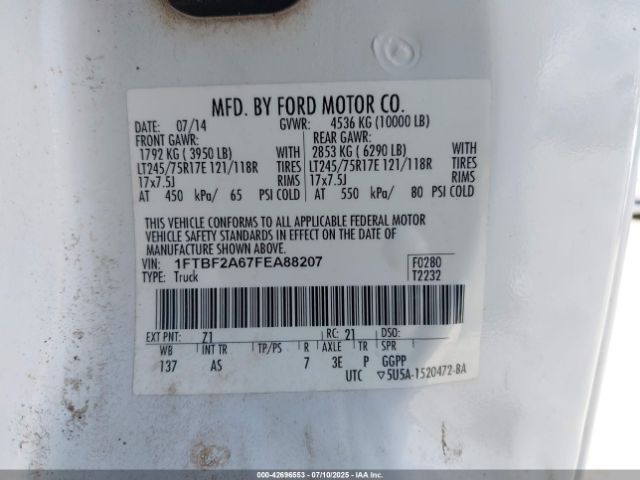 MFD. BY FORD MOTOR CO.
DATE: 07/14 GVWR: 4536 KG (10000 LB)
FRONT GAWR: REAR GAWR:
1792 KG ( 3950 LB) WITH 2853 KG ( 6290 LB) WITH
LT245/75R17E 121/118R TIRES LT245/75R17E 121/118R TIRES
17x7.5J RIMS 17x7.5J RIMS
AT 450 kPa/ 65 PSI COLD AT 550 kPa/ 80 PSI COLD
THIS VEHICLE CONFORMS TO ALL APPLICABLE FEDERAL MOTOR
VEHICLE SAFETY STANDARDS IN EFFECT ON THE DATE OF
MANUFACTURE SHOWN ABOVE.
VIN: 1FTBF2A67FEA88207 F0280
TYPE: Truck T2232
EXT PNT: Z1 RC: 21 DSO:
WB INT TR TP/PS R AXLE TR SPR
137 AS 7 3E P GGPP
UTC ▽5U5A-1520472-BA
000-42696553 - 07/10/2025 - IAAI.com